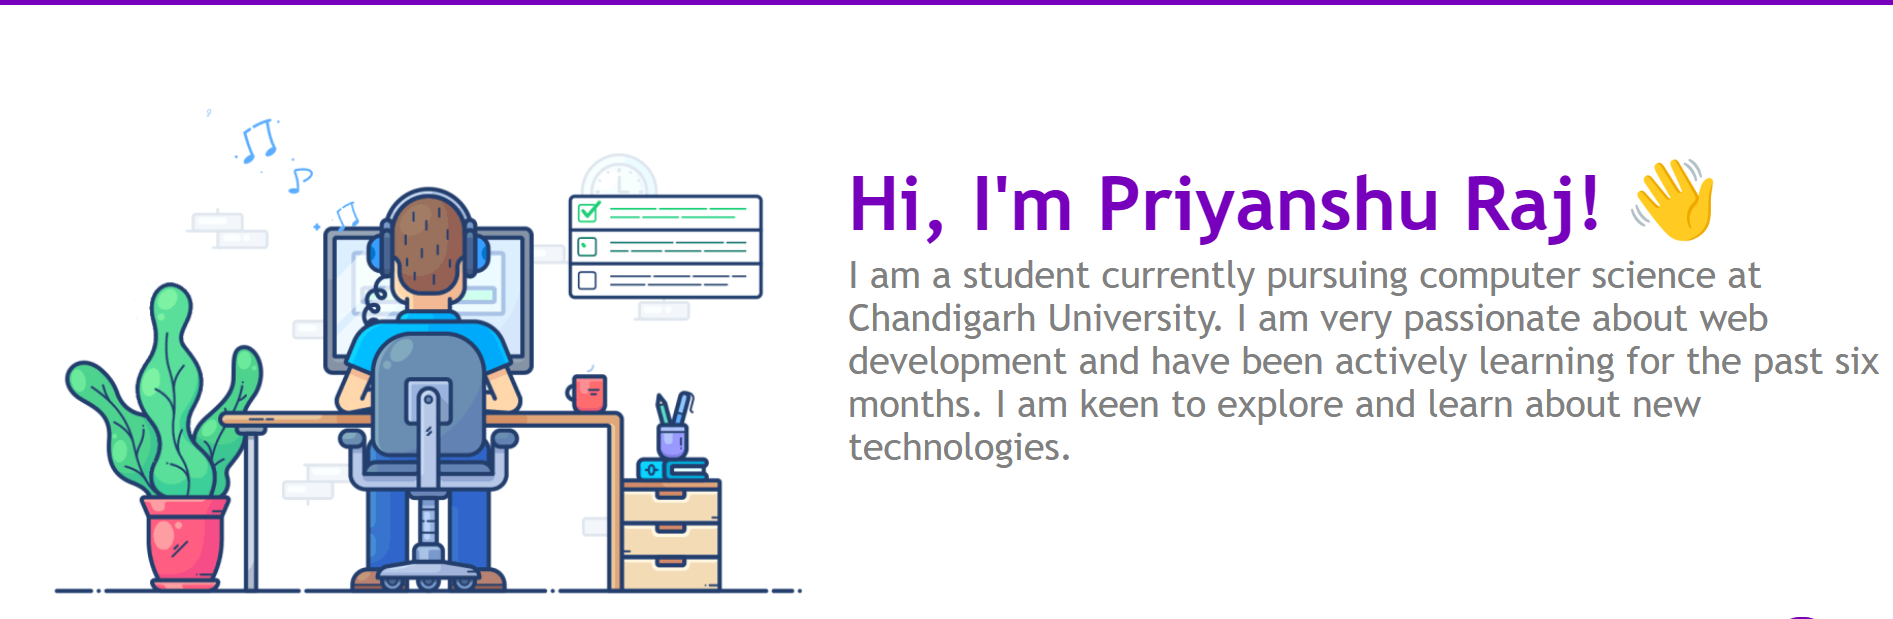 Hi, I'm Priyanshu Raj! 👋
I am a student currently pursuing computer science at
Chandigarh University. I am very passionate about web
development and have been actively learning for the past six
months. I am keen to explore and learn about new
technologies.